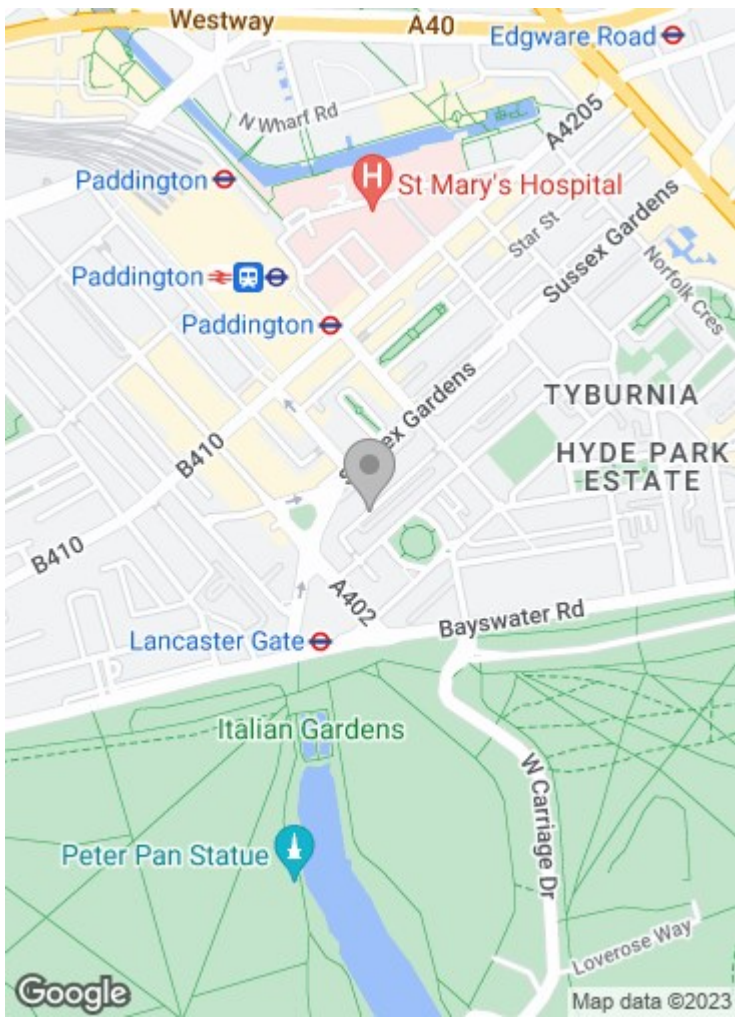 Westway
A40
Edgware Road
N Wharf Rd
A4205
Paddington
H
St Mary's Hospital
Star St
Sussex Gardens
Norfolk Cres
Paddington
Paddington
Sussex Gardens
TYBURNIA
HYDE PARK
ESTATE
B410
B410
A402
Bayswater Rd
Lancaster Gate
Italian Gardens
W Carriage Dr
Peter Pan Statue
Loverose Way
Google
Map data ©2023